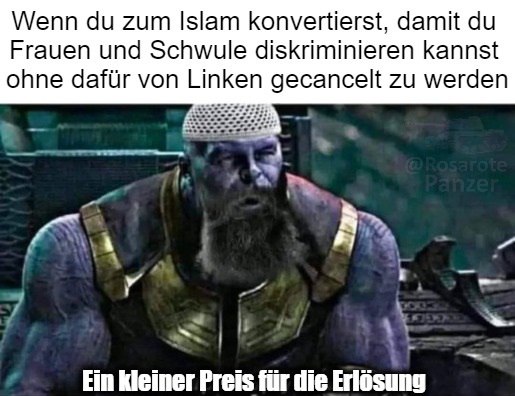 Wenn du zum Islam konvertierst, damit du
Frauen und Schwule diskriminieren kannst
ohne dafür von Linken gecancelt zu werden
@Rosarote
Panzer
Ein kleiner Preis für die Erlösung